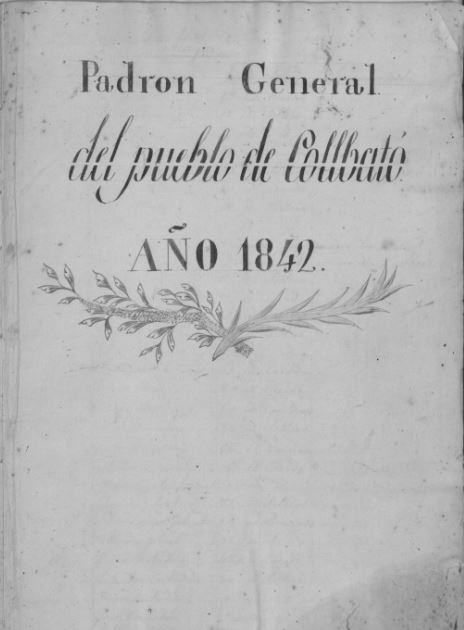 Padron General
del pueblo de Collbató
AÑO 1842.